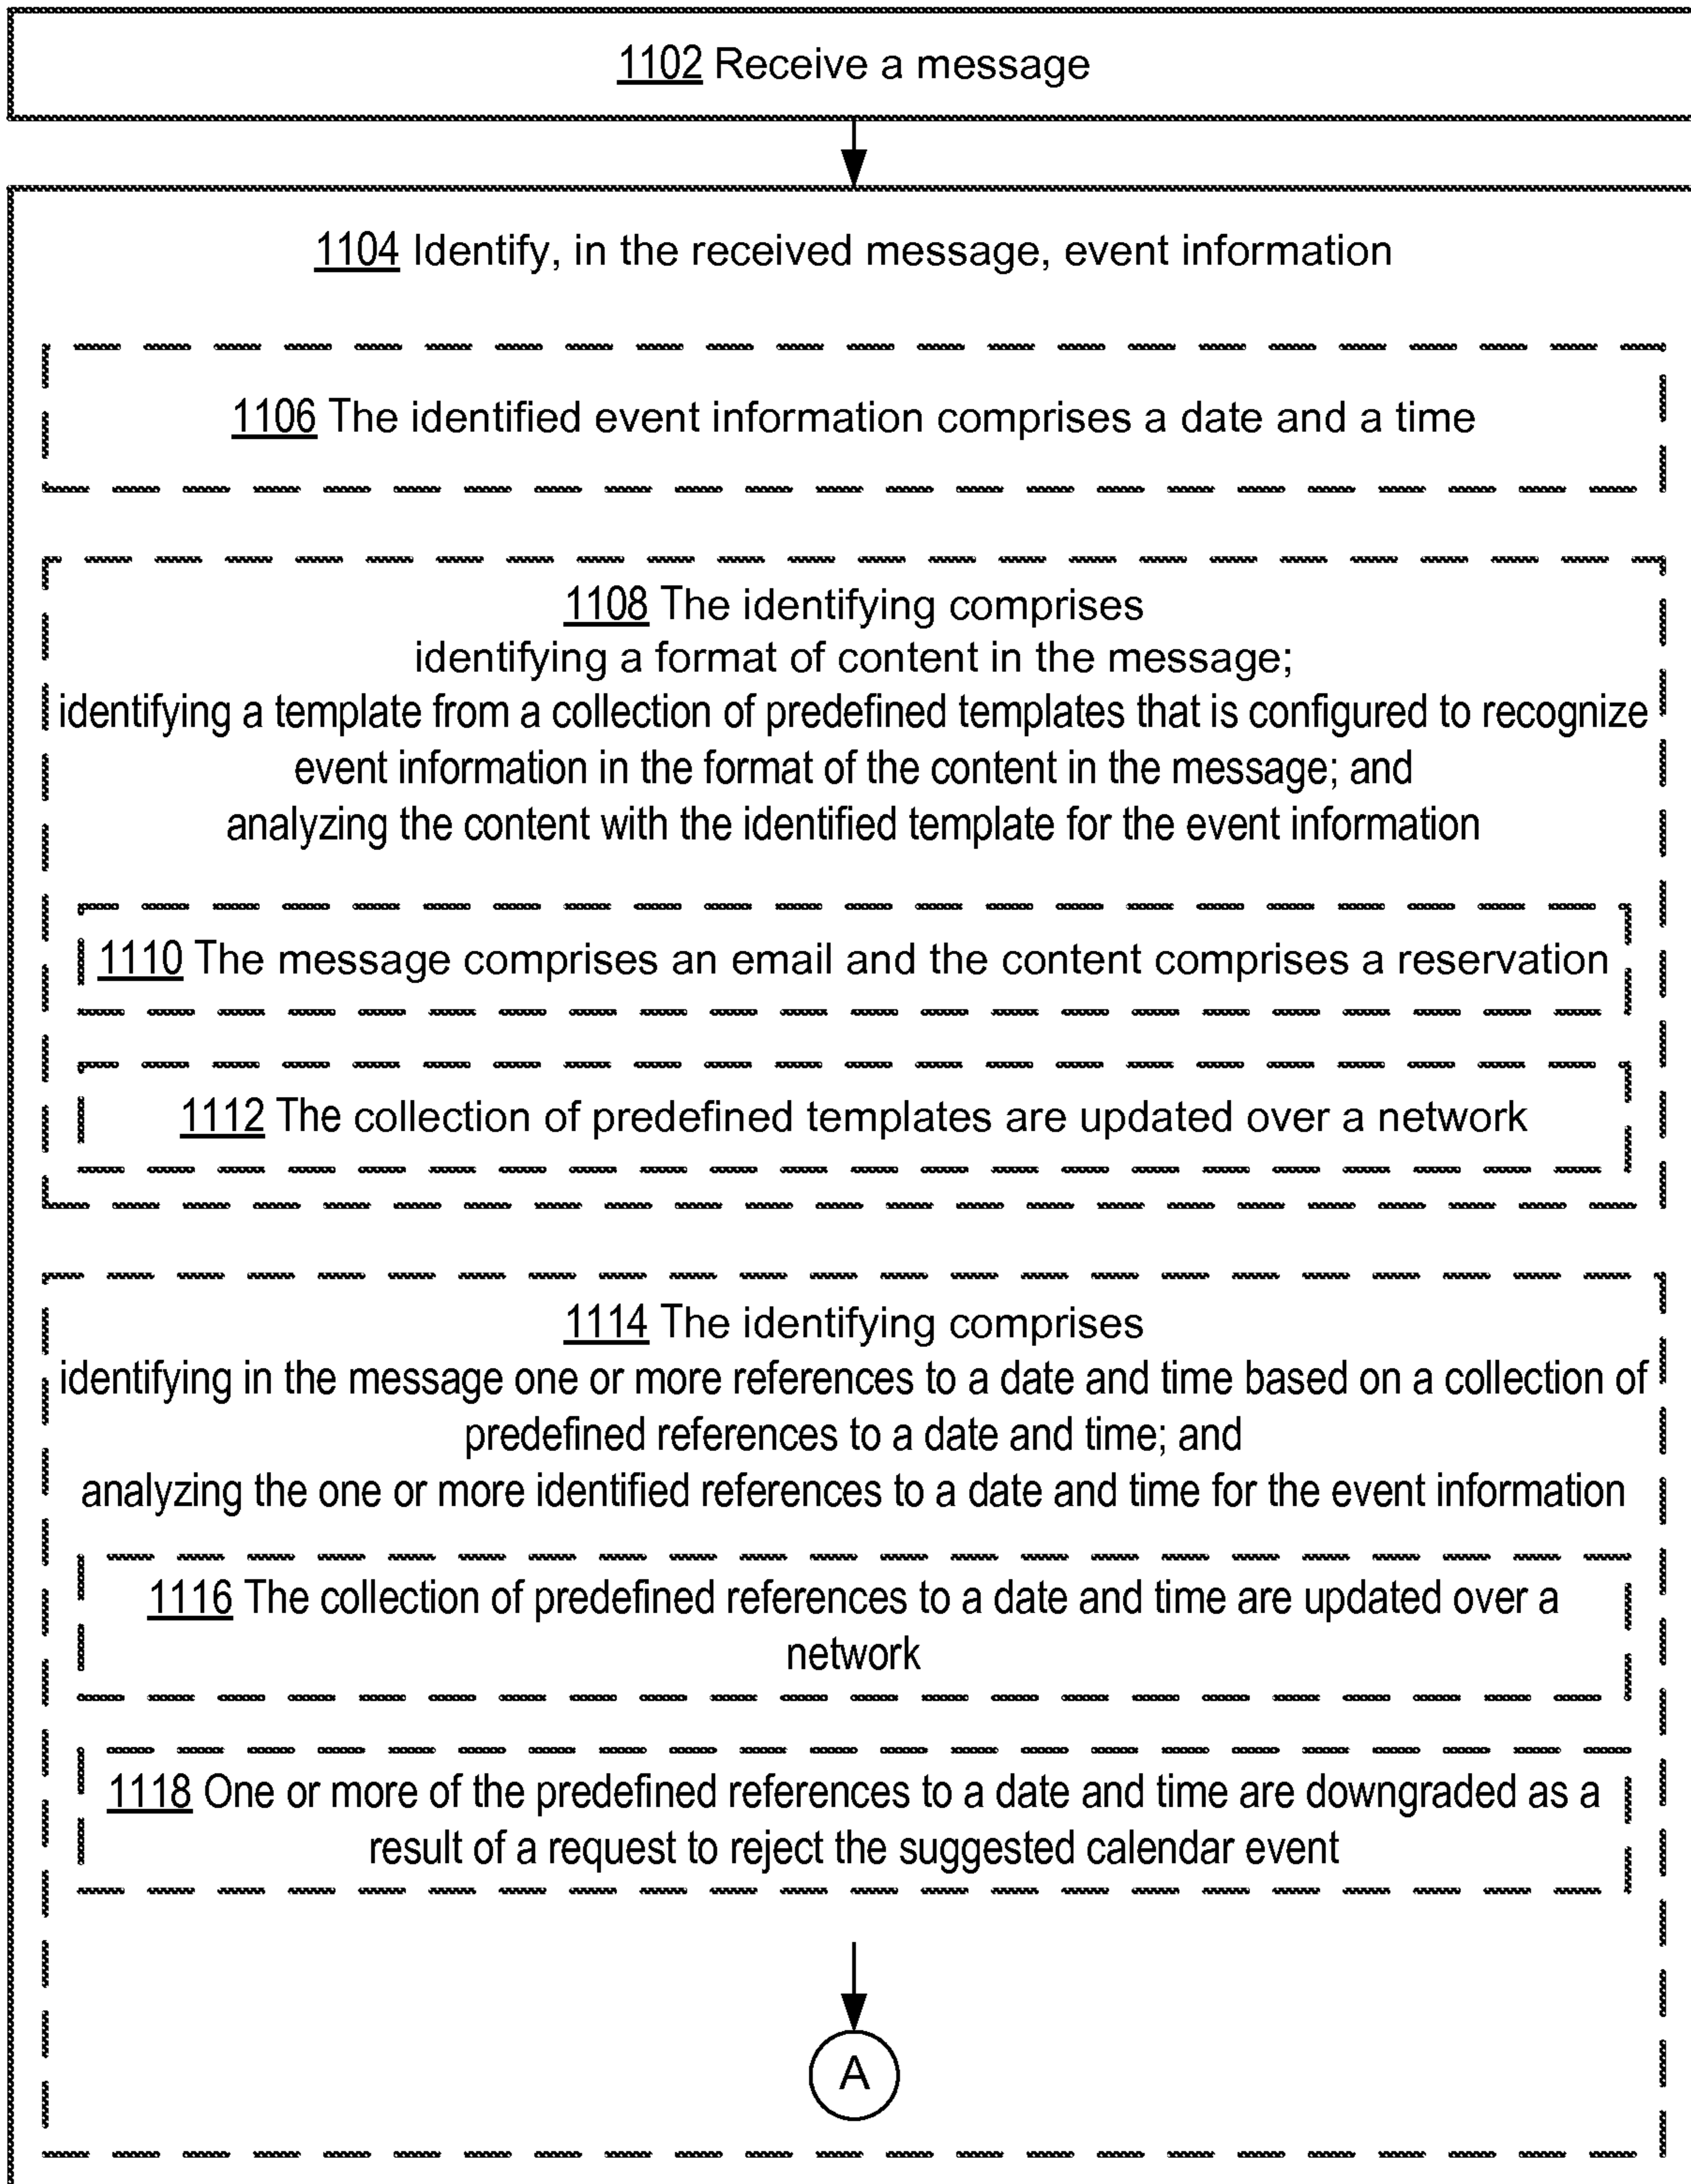 1102 Receive a message
1104 Identify, in the received message, event information
1106 The identified event information comprises a date and a time
1108 The identifying comprises
identifying a format of content in the message;
identifying a template from a collection of predefined templates that is configured to recognize
event information in the format of the content in the message; and
analyzing the content with the identified template for the event information
1110 The message comprises an email and the content comprises a reservation
1112 The collection of predefined templates are updated over a network
1114 The identifying comprises
identifying in the message one or more references to a date and time based on a collection of
predefined references to a date and time; and
analyzing the one or more identified references to a date and time for the event information
1116 The collection of predefined references to a date and time are updated over a
network
1118 One or more of the predefined references to a date and time are downgraded as a
result of a request to reject the suggested calendar event
A